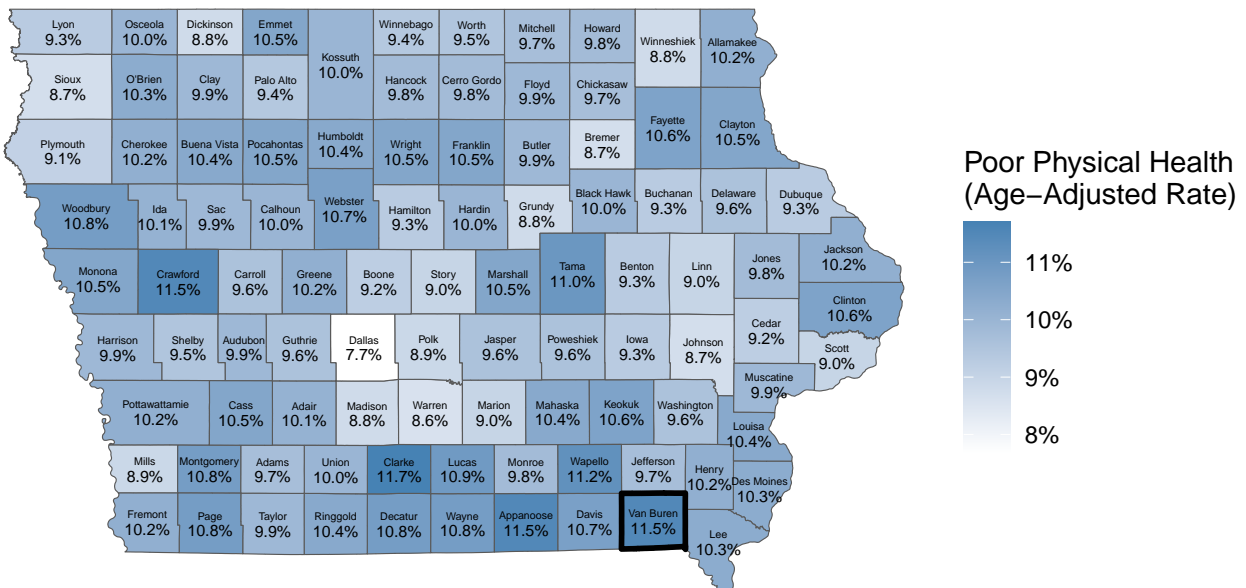 Lyon
9.3%
Osceola
10.0%
Dickinson
8.8%
Emmet
10.5%
Kossuth
10.0%
Winnebago
9.4%
Worth
9.5%
Mitchell
9.7%
Howard
9.8%
Winneshiek
8.8%
Allamakee
10.2%
Sioux
8.7%
O'Brien
10.3%
Clay
9.9%
Palo Alto
9.4%
Hancock
9.8%
Cerro Gordo
9.8%
Floyd
9.9%
Chickasaw
9.7%
Fayette
10.6%
Clayton
10.5%
Plymouth
9.1%
Cherokee
10.2%
Buena Vista
10.4%
Pocahontas
10.5%
Humboldt
10.4%
Wright
10.5%
Franklin
10.5%
Butler
9.9%
Bremer
8.7%
Woodbury
10.8%
Ida
10.1%
Sac
9.9%
Calhoun
10.0%
Webster
10.7%
Hamilton
9.3%
Hardin
10.0%
Grundy
8.8%
Black Hawk
10.0%
Buchanan
9.3%
Delaware
9.6%
Dubuque
9.3%
Monona
10.5%
Crawford
11.5%
Carroll
9.6%
Greene
10.2%
Boone
9.2%
Story
9.0%
Marshall
10.5%
Tama
11.0%
Benton
9.3%
Linn
9.0%
Jones
9.8%
Jackson
10.2%
Clinton
10.6%
Harrison
9.9%
Shelby
9.5%
Audubon
9.9%
Guthrie
9.6%
Dallas
7.7%
Polk
8.9%
Jasper
9.6%
Poweshiek
9.6%
Iowa
9.3%
Johnson
8.7%
Cedar
9.2%
Scott
9.0%
Muscatine
9.9%
Pottawattamie
10.2%
Cass
10.5%
Adair
10.1%
Madison
8.8%
Warren
8.6%
Marion
9.0%
Mahaska
10.4%
Keokuk
10.6%
Washington
9.6%
Louisa
10.4%
Mills
8.9%
Montgomery
10.8%
Adams
9.7%
Union
10.0%
Clarke
11.7%
Lucas
10.9%
Monroe
9.8%
Wapello
11.2%
Jefferson
9.7%
Henry
10.2%
Des Moines
10.3%
Fremont
10.2%
Page
10.8%
Taylor
9.9%
Ringgold
10.4%
Decatur
10.8%
Wayne
10.8%
Appanoose
11.5%
Davis
10.7%
Van Buren
11.5%
Lee
10.3%
Poor Physical Health
(Age−Adjusted Rate)
11%
10%
9%
8%